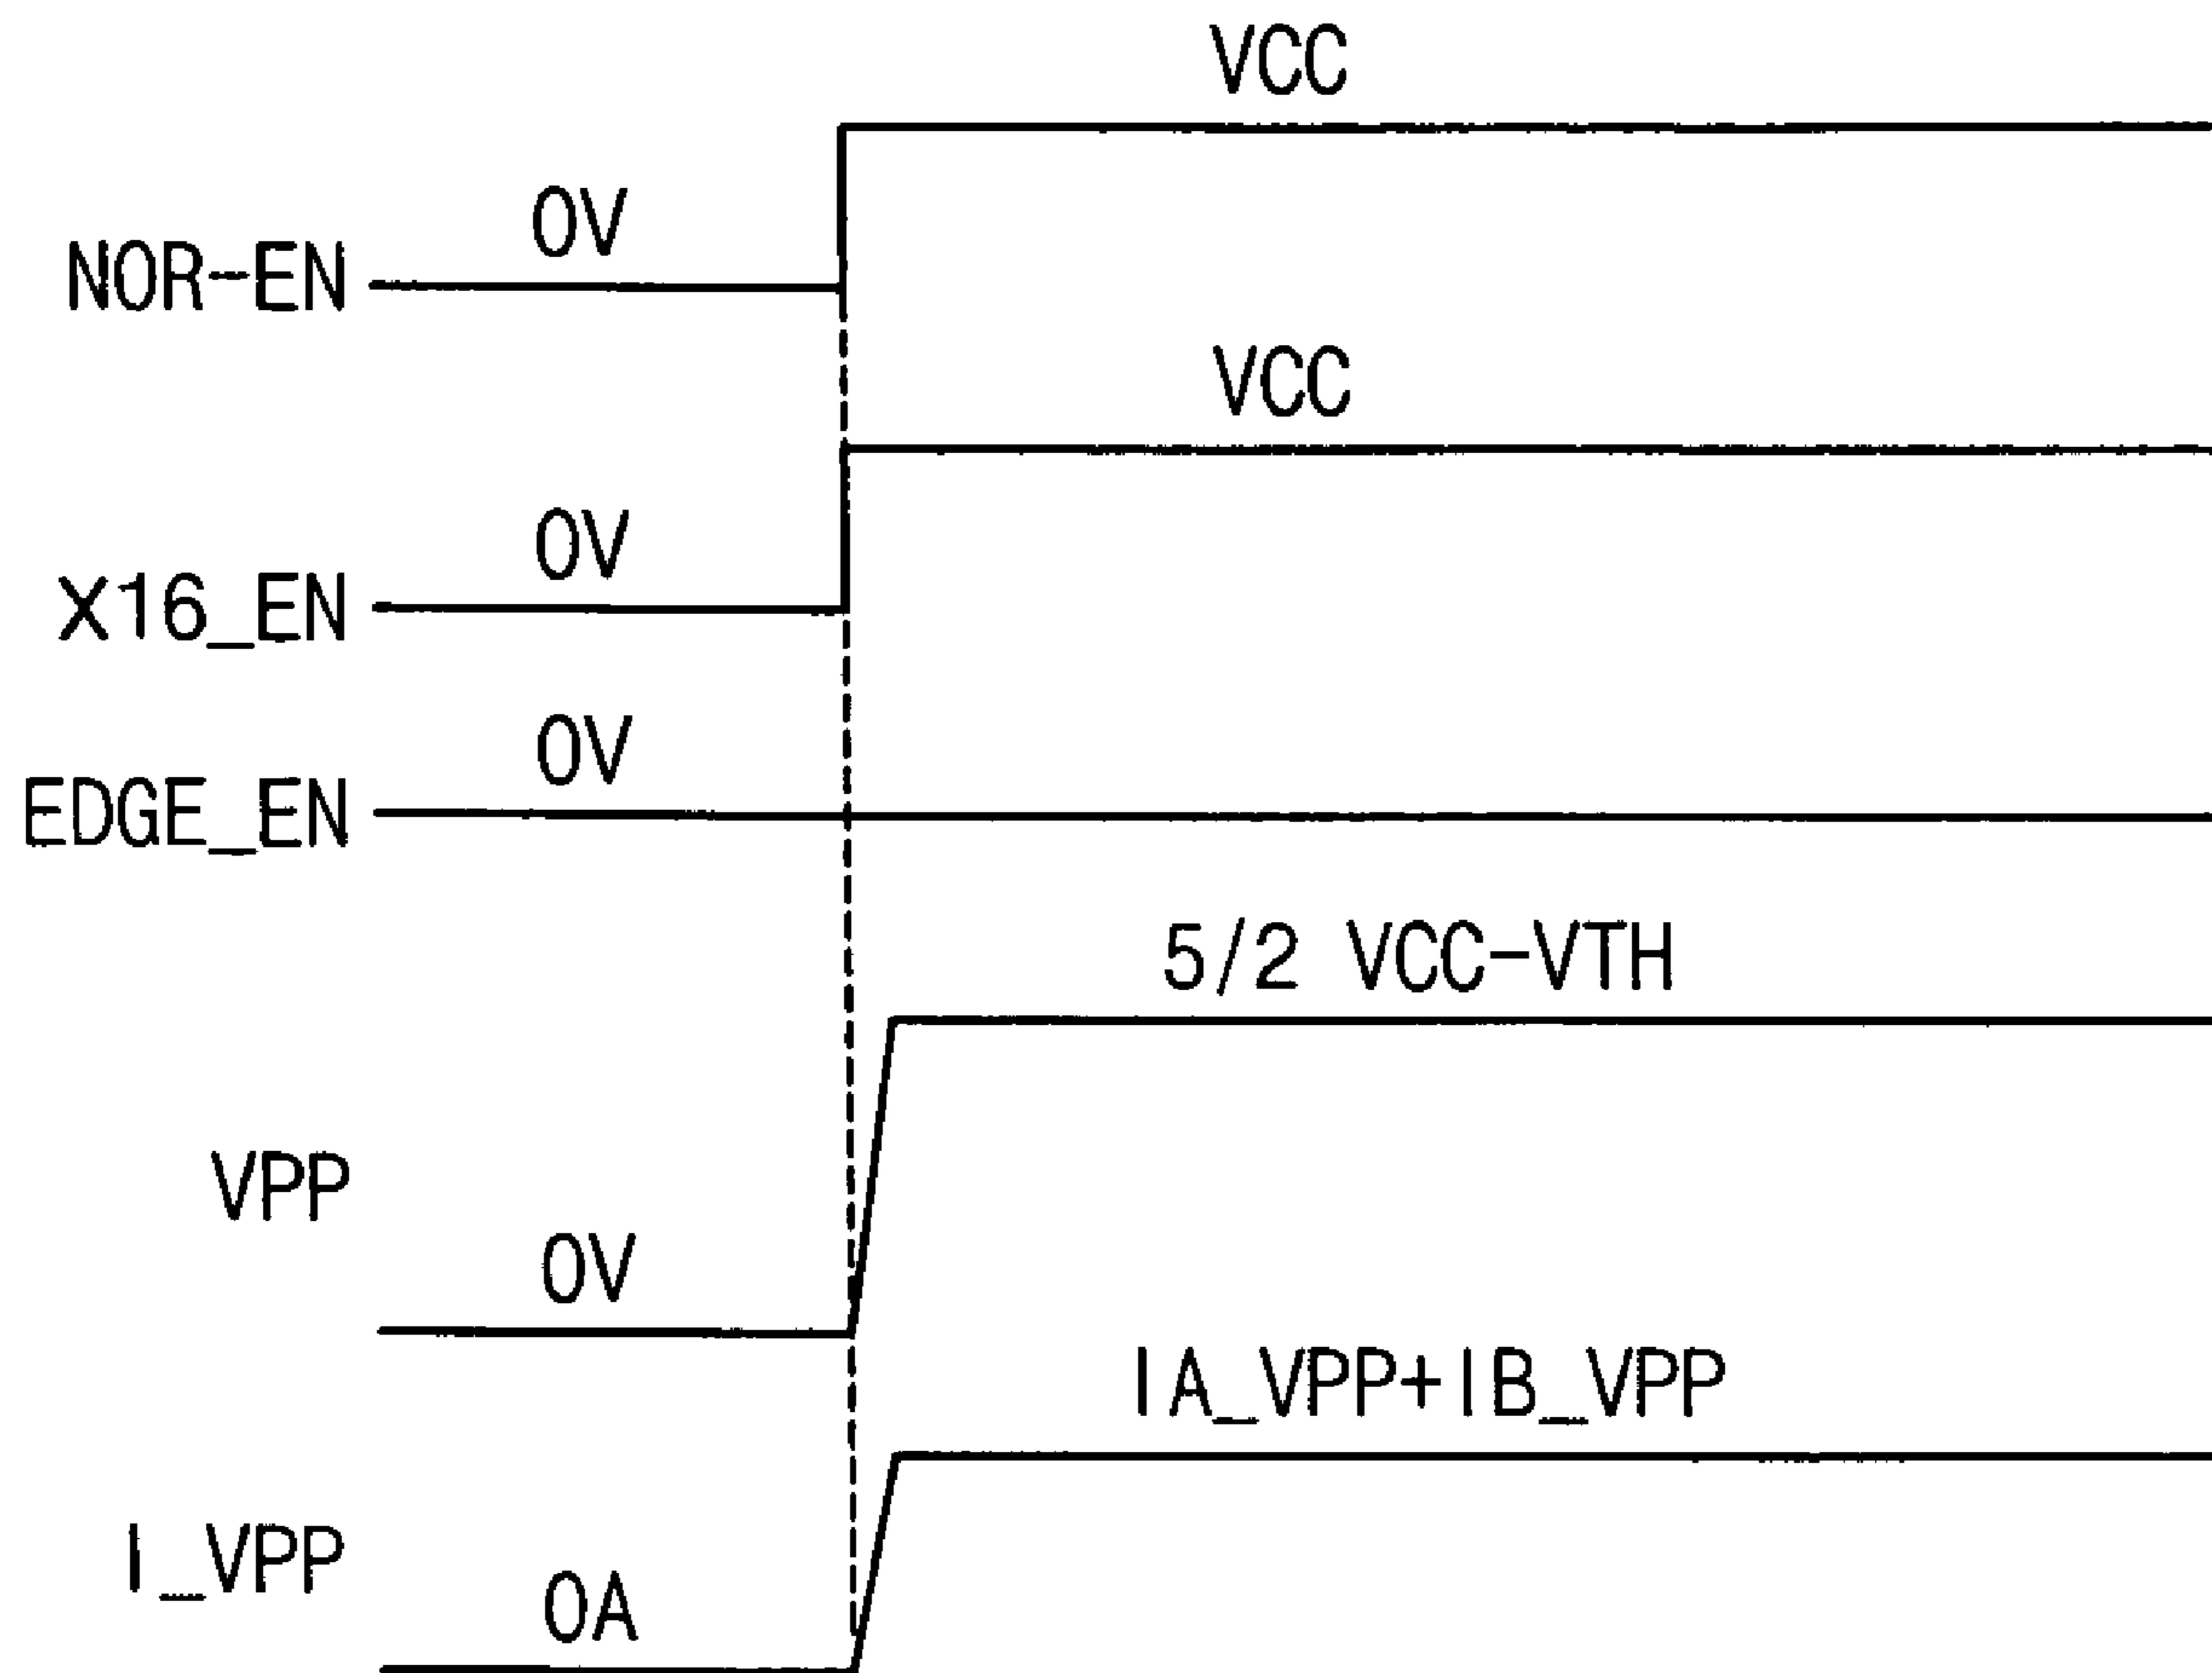 VCC
0V
NOR-EN
VCC
0V
X16_EN
0V
EDGE_EN
5/2 VCC-VTH
VPP
0V
IA_VPP+IB_VPP
I_VPP
0A